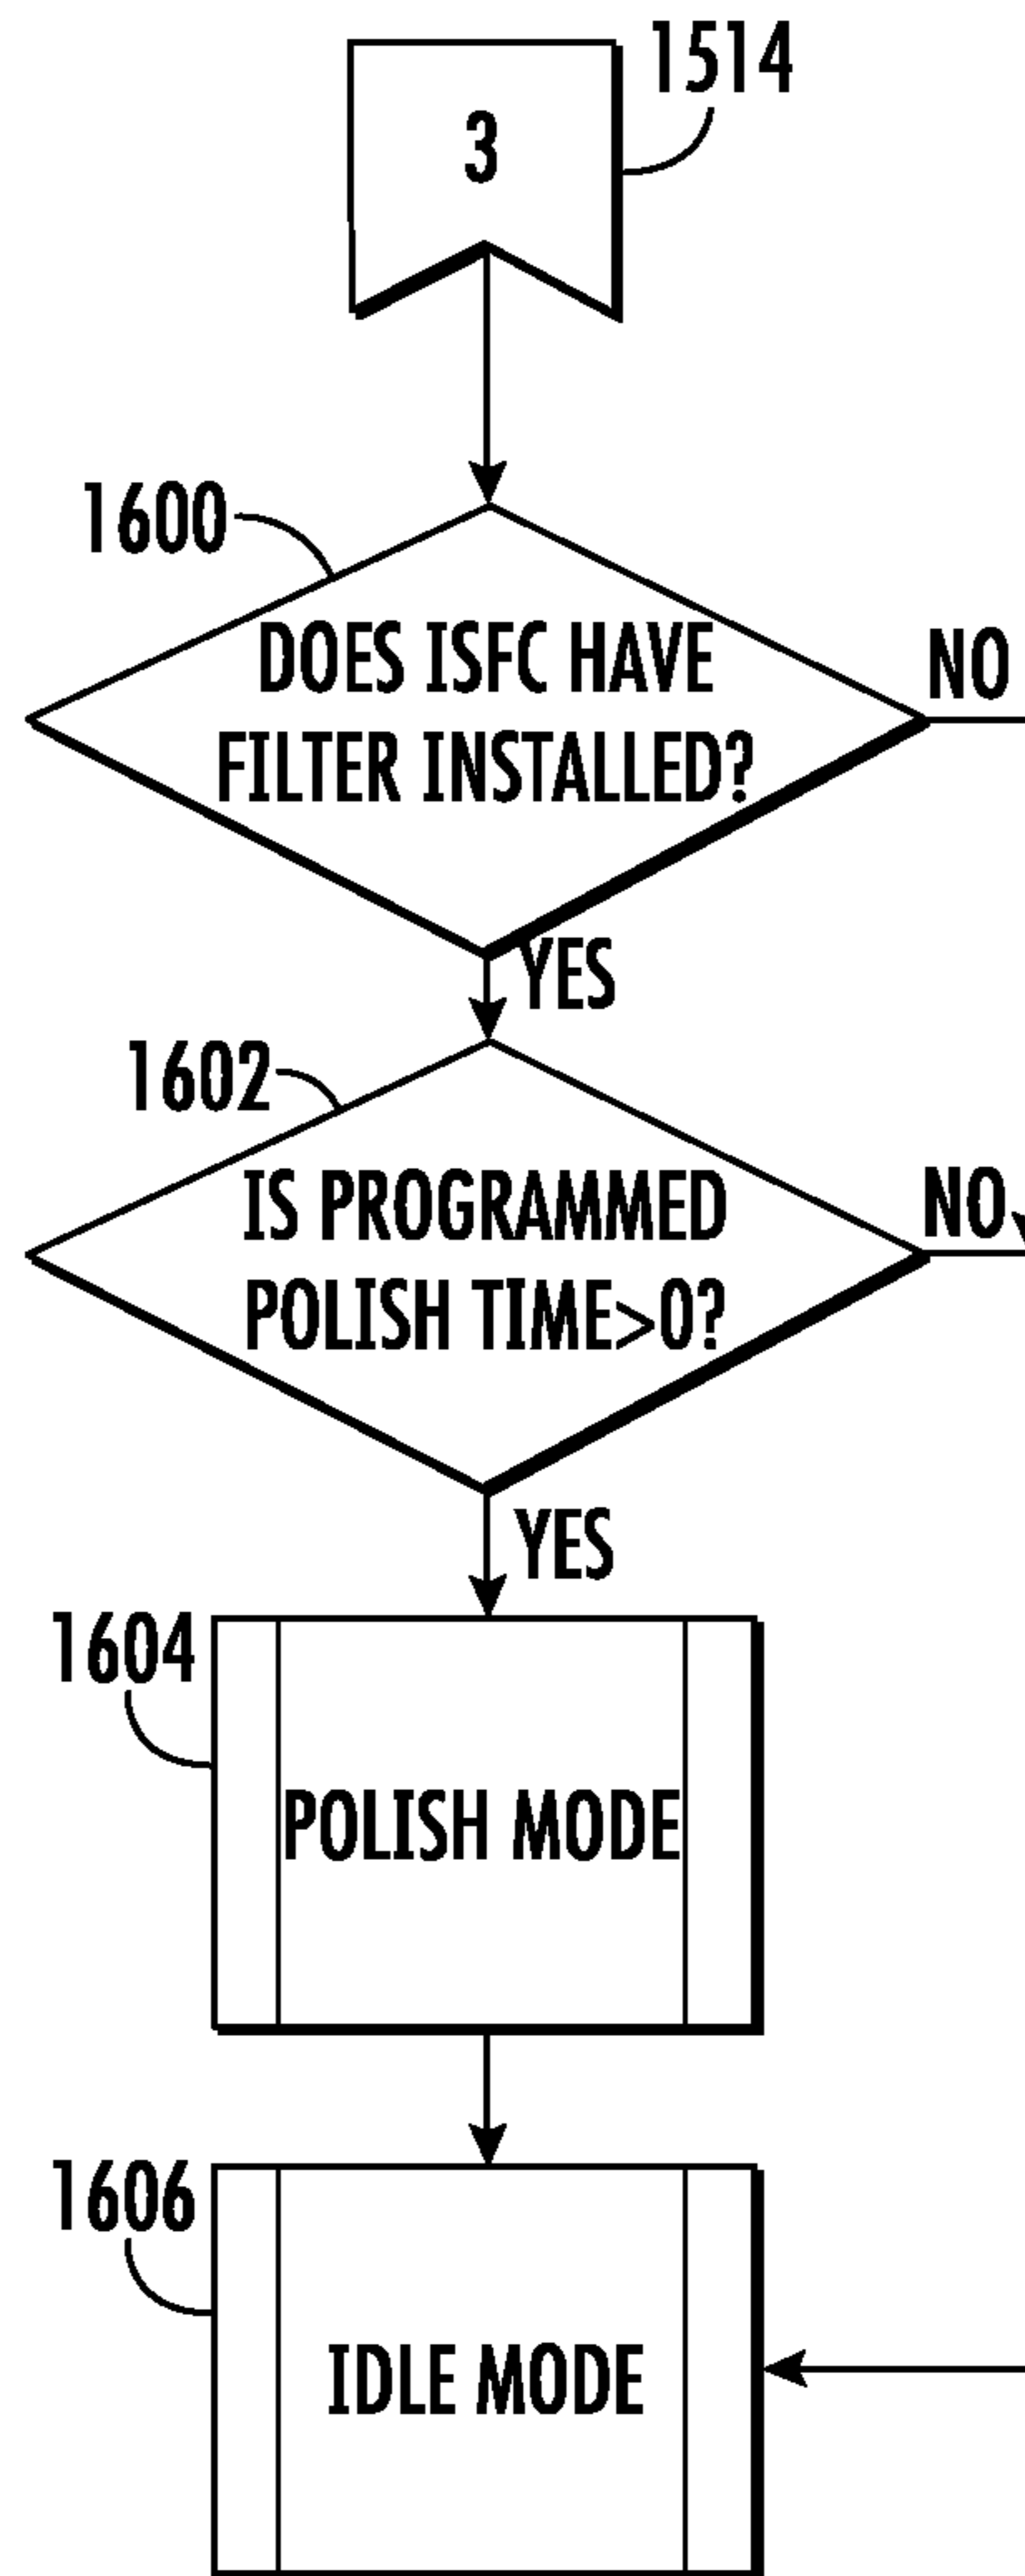 1514
3
1600
DOES ISFC HAVE
FILTER INSTALLED?
NO
YES
1602
IS PROGRAMMED
POLISH TIME>0?
NO
YES
1604
POLISH MODE
1606
IDLE MODE